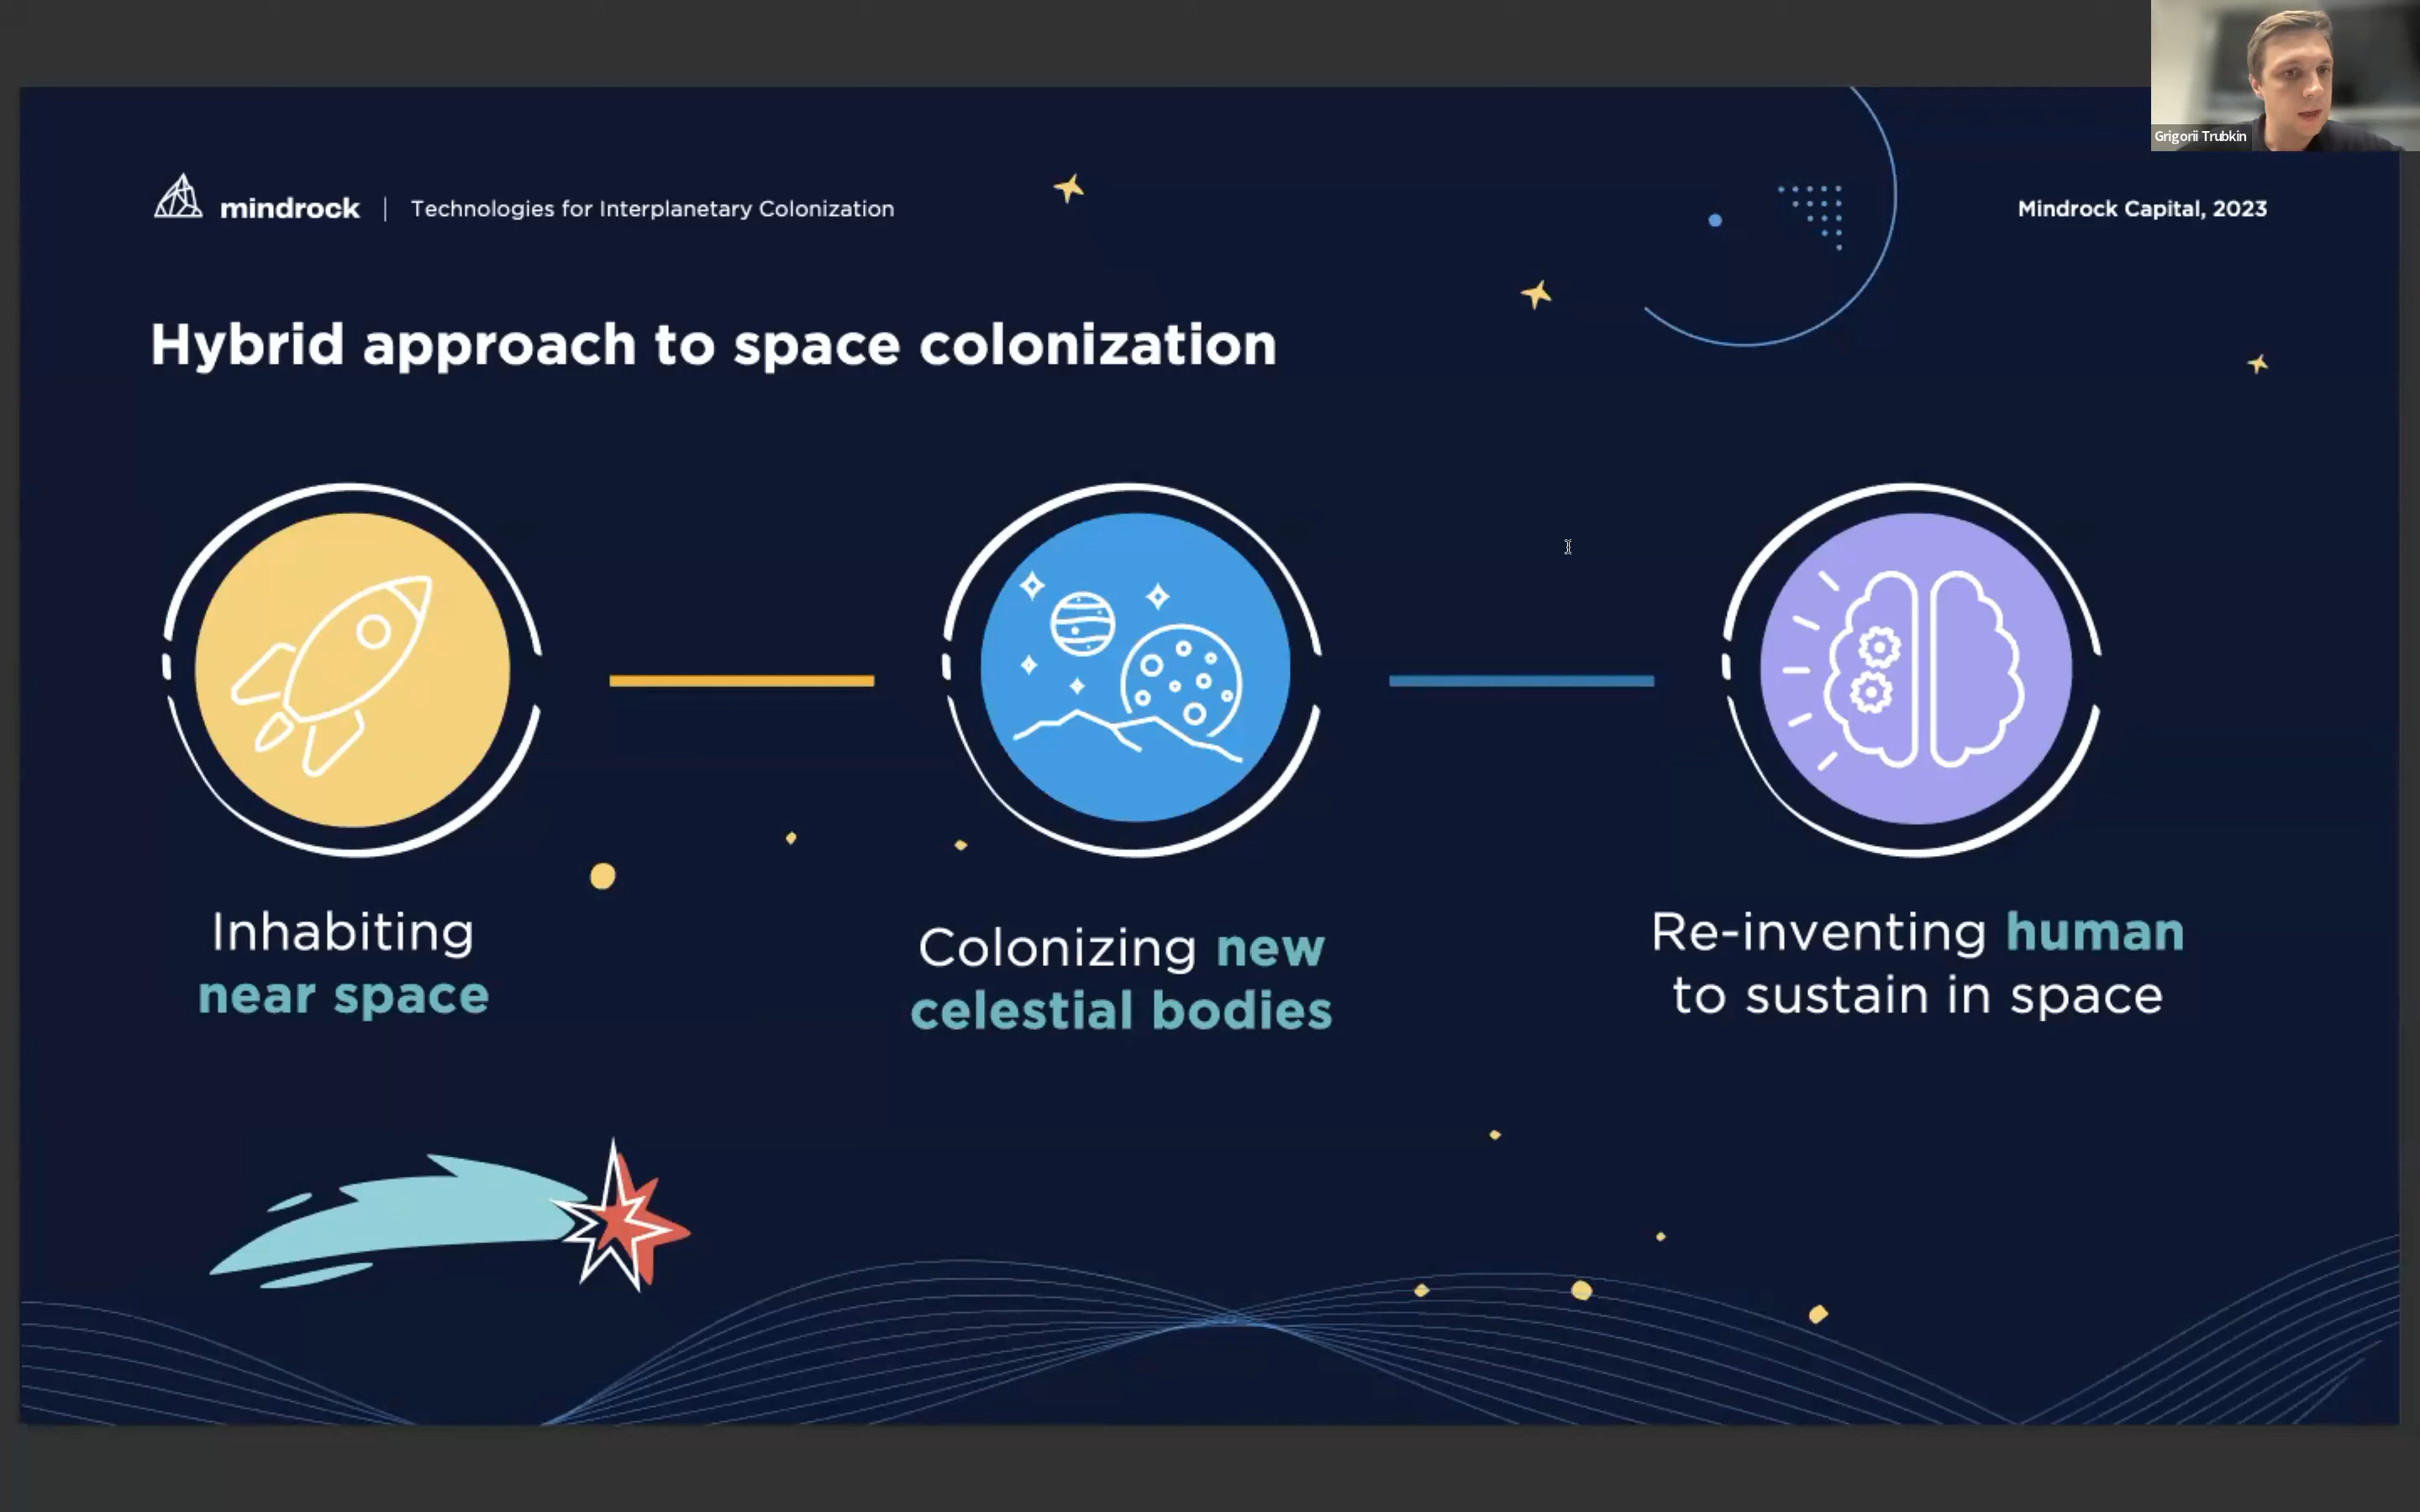 Grigorii Trubkin
mindrock | Technologies for Interplanetary Colonization
Mindrock Capital, 2023
Hybrid approach to space colonization
Inhabiting
near space
Colonizing new
celestial bodies
Re-inventing human
to sustain in space